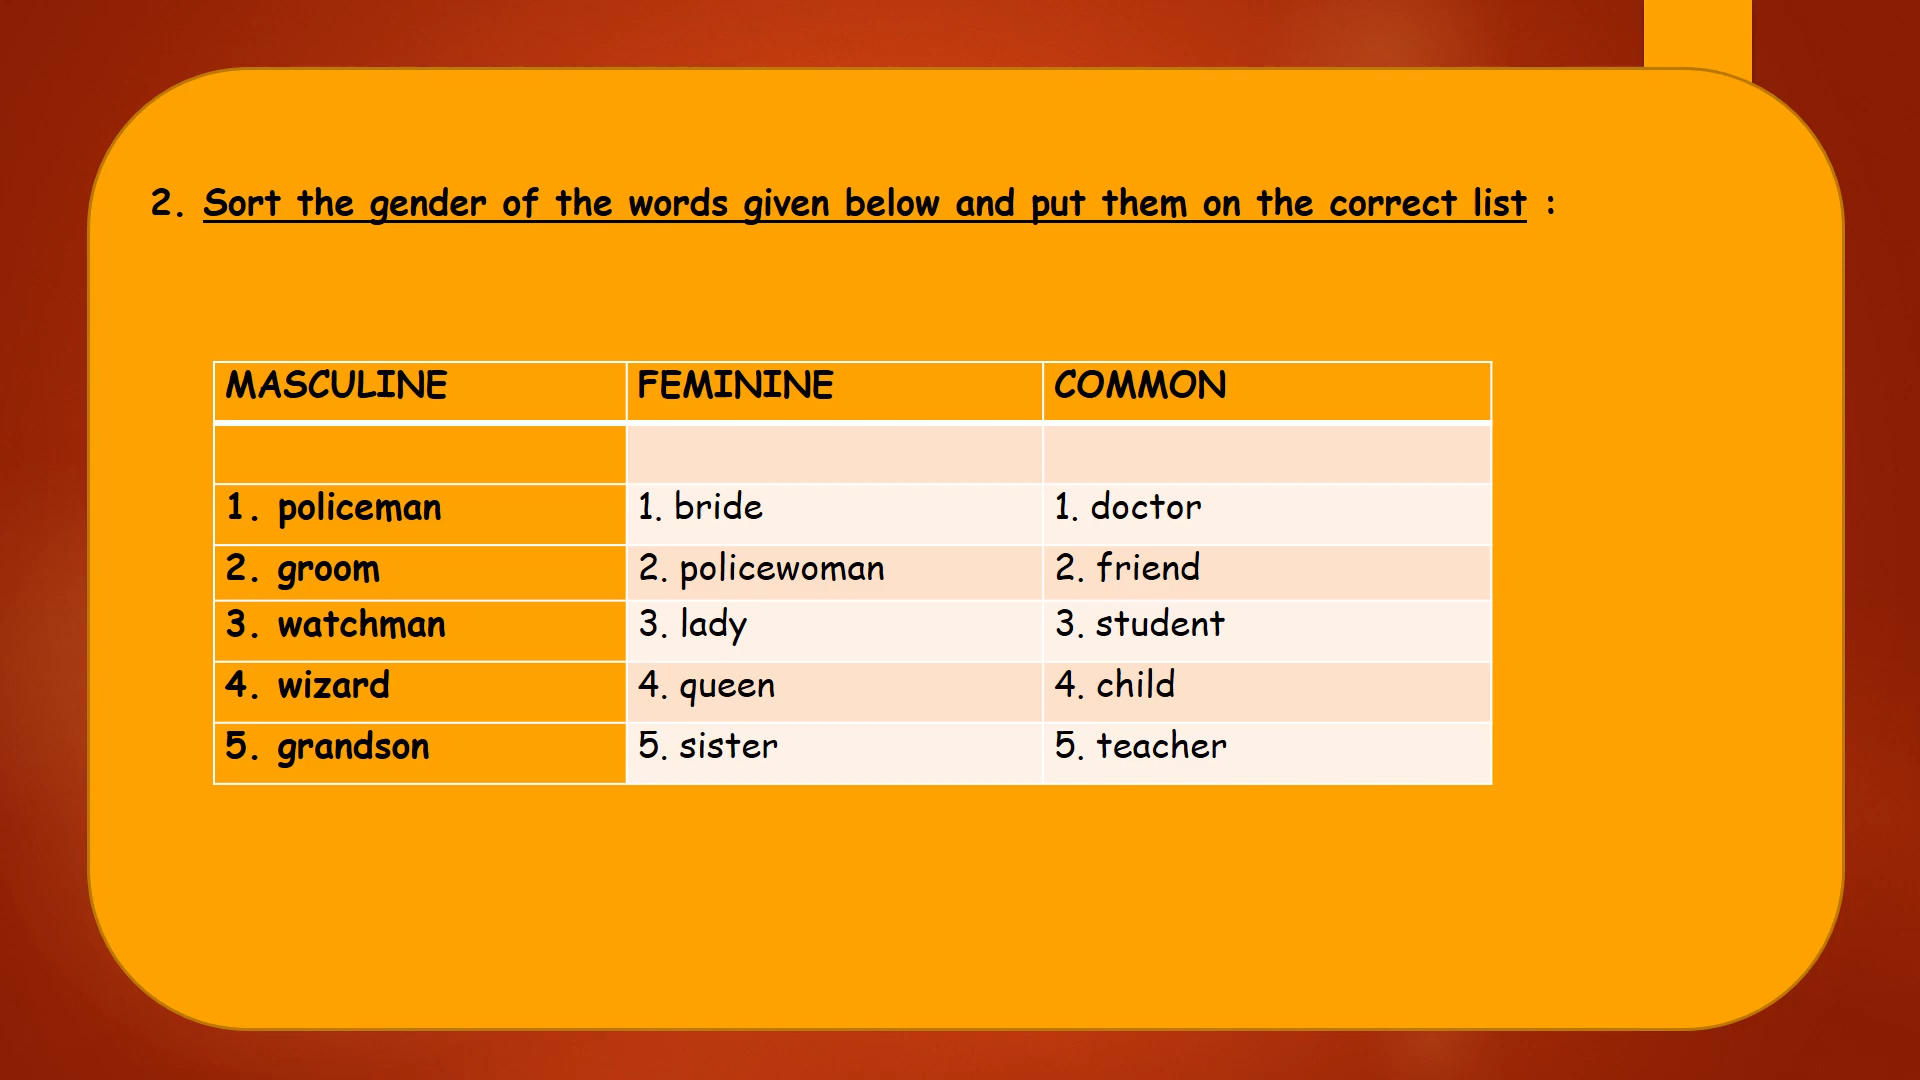 2. Sort the gender of the words given below and put them on the correct list :
MASCULINE FEMININE COMMON
1. policeman 1. bride 1. doctor
2. groom 2. policewoman 2. friend
3. watchman 3. lady 3. student
4. wizard 4. queen 4. child
5. grandson 5. sister 5. teacher